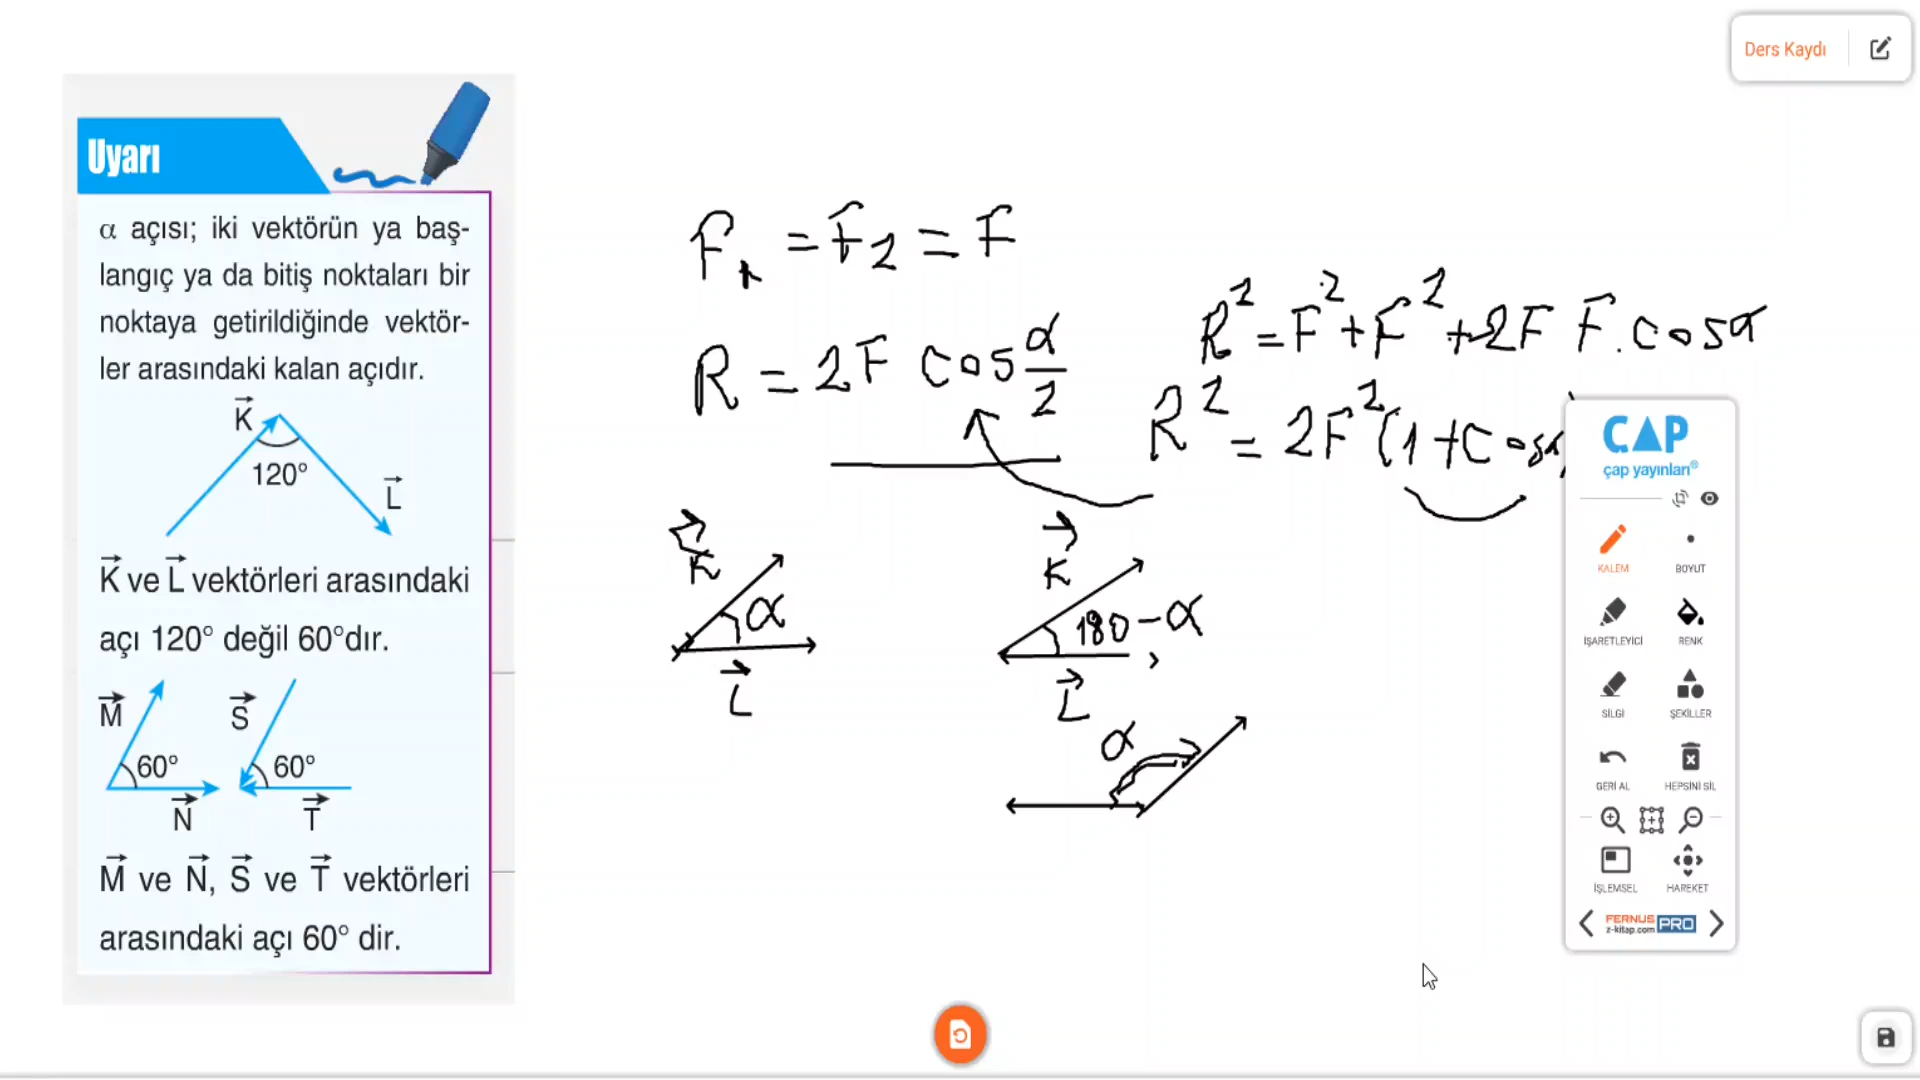 Ders Kaydı
Uyarı
α açısı; iki vektörün ya baş-
langıç ya da bitiş noktaları bir
noktaya getirildiğinde vektör-
ler arasındaki kalan açıdır.
K⃗
120°
L⃗
K⃗ ve L⃗ vektörleri arasındaki
açı 120° değil 60°dır.
M⃗
S⃗
60°
60°
N⃗
T⃗
M⃗ ve N⃗, S⃗ ve T⃗ vektörleri
arasındaki açı 60° dir.
F₁ = F₂ = F
R = 2F cos α/2
R² = F² + F² + 2F F. cosα
R² = 2F² (1 + cosα)
K⃗
α
L⃗
K⃗
180 - α
L⃗
α
ÇAP
çap yayınları®
KALEM
BOYUT
İŞARETLEYİCİ
RENK
SİLGİ
ŞEKİLLER
GERİ AL
HEPSİNİ SİL
İŞLEMSEL
HAREKET
FERNUS
z-kitap.com PRO